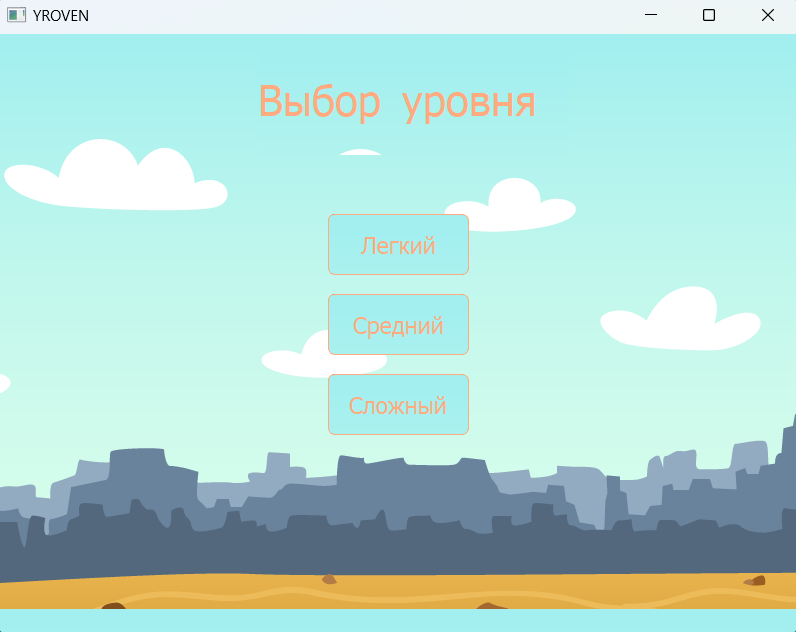 YROVEN
Выбор уровня
Легкий
Средний
Сложный